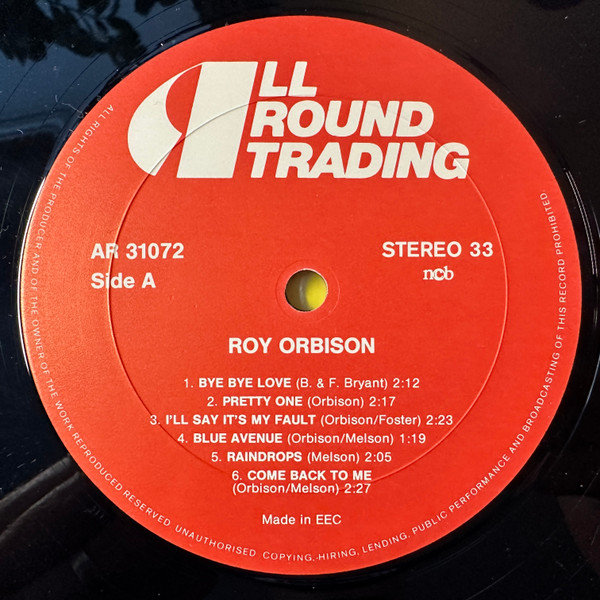 ALL
ROUND
TRADING
AR 31072
STEREO 33
Side A
ncb
ROY ORBISON
1. BYE BYE LOVE (B. & F. Bryant) 2:12
2. PRETTY ONE (Orbison) 2:17
3. I'LL SAY IT'S MY FAULT (Orbison/Foster) 2:23
4. BLUE AVENUE (Orbison/Melson) 1:19
5. RAINDROPS (Melson) 2:05
6. COME BACK TO ME
(Orbison/Melson) 2:27
Made in EEC
ALL RIGHTS OF THE PRODUCER AND OF THE OWNER OF THE WORK REPRODUCED RESERVED UNAUTHORISED COPYING, HIRING, LENDING, PUBLIC PERFORMANCE AND BROADCASTING OF THIS RECORD PROHIBITED